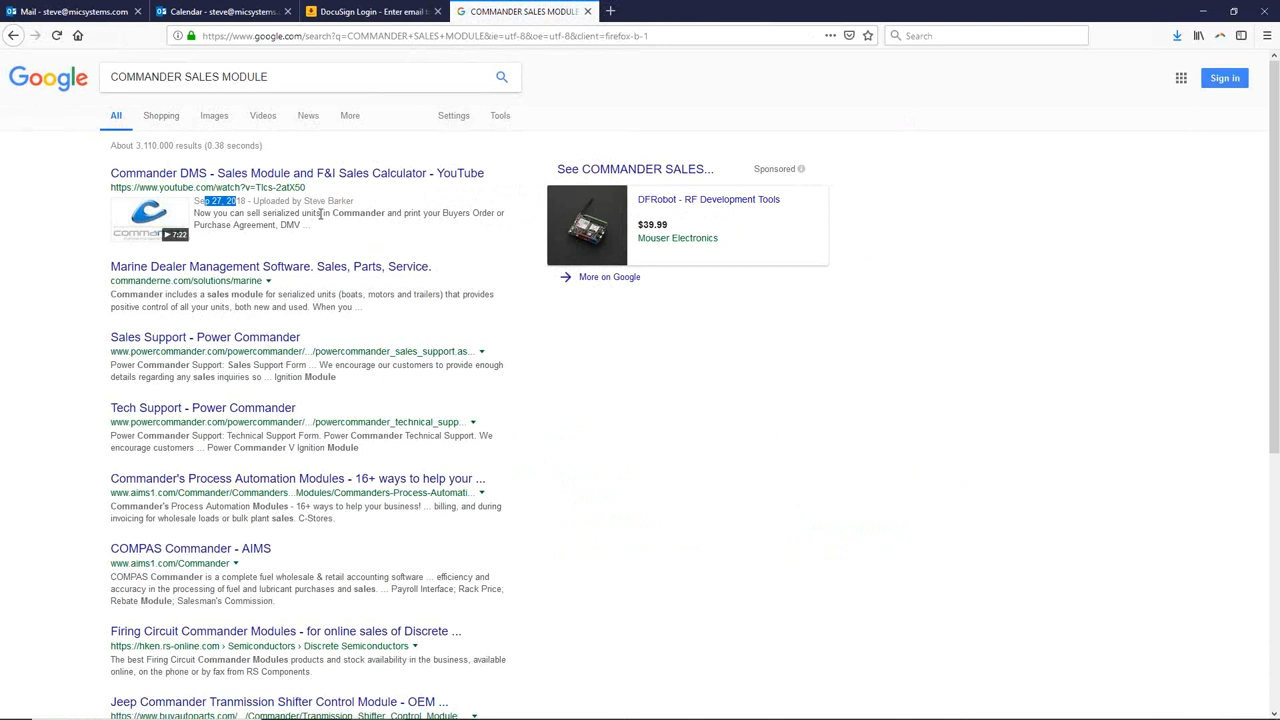 Mail - steve@micsystems.com
Calendar - steve@micsystems.com
DocuSign Login - Enter email to
COMMANDER SALES MODULE
https://www.google.com/search?q=COMMANDER+SALES+MODULE&ie=utf-8&oe=utf-8&client=firefox-b-1
Search
Google
COMMANDER SALES MODULE
Sign in
All
Shopping
Images
Videos
News
More
Settings
Tools
About 3,110,000 results (0.38 seconds)
Commander DMS - Sales Module and F&I Sales Calculator - YouTube
https://www.youtube.com/watch?v=Tlcs-2atX50
Sep 27, 2018 - Uploaded by Steve Barker
Now you can sell serialized units in Commander and print your Buyers Order or
Purchase Agreement, DMV ...
7:22
Marine Dealer Management Software. Sales, Parts, Service.
commanderne.com/solutions/marine
Commander includes a sales module for serialized units (boats, motors and trailers) that provides
positive control of all your units, both new and used. When you ...
Sales Support - Power Commander
www.powercommander.com/powercommander/.../powercommander_sales_support.as...
Power Commander Support: Sales Support Form ... We encourage our customers to provide enough
details regarding any sales inquiries so ... Ignition Module
Tech Support - Power Commander
www.powercommander.com/powercommander/.../powercommander_technical_supp...
Power Commander Support: Technical Support Form. Power Commander Technical Support. We
encourage customers ... Power Commander V Ignition Module
Commander's Process Automation Modules - 16+ ways to help your ...
www.aims1.com/Commander/Commanders...Modules/Commanders-Process-Automati...
Commander's Process Automation Modules - 16+ ways to help your business! ... billing, and during
invoicing for wholesale loads or bulk plant sales. C-Stores.
COMPAS Commander - AIMS
www.aims1.com/Commander
COMPAS Commander is a complete fuel wholesale & retail accounting software ... efficiency and
accuracy in the processing of fuel and lubricant purchases and sales. ... Payroll Interface; Rack Price;
Rebate Module; Salesman's Commission.
Firing Circuit Commander Modules - for online sales of Discrete ...
https://hken.rs-online.com › Semiconductors › Discrete Semiconductors
The best Firing Circuit Commander Modules products and stock availability in the business, available
online, on the phone or by fax from RS Components.
Jeep Commander Tranmission Shifter Control Module - OEM ...
www.buyautoparts.com/.../Commander/Tranmission_Shifter_Control_Module
See COMMANDER SALES...
Sponsored
DFRobot - RF Development Tools
$39.99
Mouser Electronics
More on Google